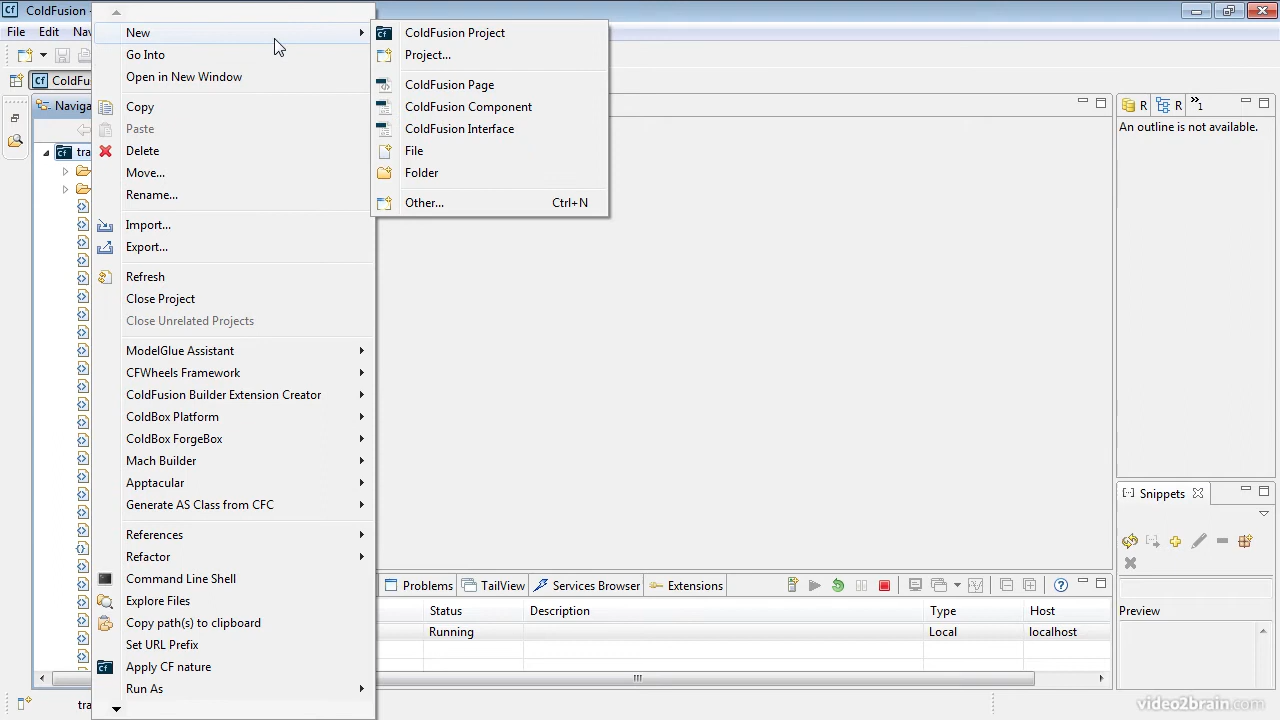 ColdFusion -
File Edit Nav
ColdFu
Naviga
tra
New
Go Into
Open in New Window
Copy
Paste
Delete
Move...
Rename...
Import...
Export...
Refresh
Close Project
Close Unrelated Projects
ModelGlue Assistant
CFWheels Framework
ColdFusion Builder Extension Creator
ColdBox Platform
ColdBox ForgeBox
Mach Builder
Apptacular
Generate AS Class from CFC
References
Refactor
Command Line Shell
Explore Files
Copy path(s) to clipboard
Set URL Prefix
Apply CF nature
Run As
ColdFusion Project
Project...
ColdFusion Page
ColdFusion Component
ColdFusion Interface
File
Folder
Other... Ctrl+N
R R »1
An outline is not available.
Snippets
Preview
Problems TailView Services Browser Extensions
Status Description Type Host
Running Local localhost
tra
video2brain.com